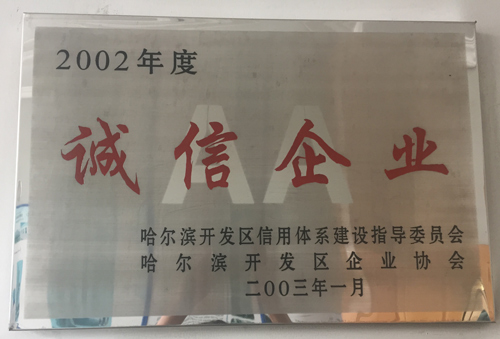 2002年度
AA
诚信企业
哈尔滨开发区信用体系建设指导委员会
哈尔滨开发区企业协会
二〇〇三年一月